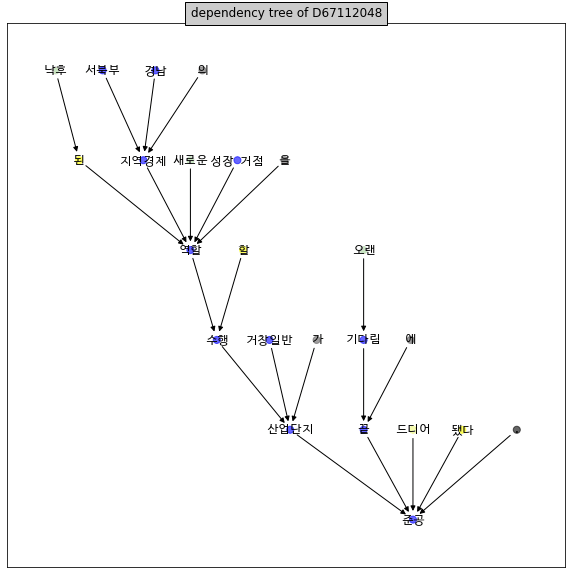 dependency tree of D67112048
낙후 서북부 경남 의
된 지역경제 새로운 성장 거점 을
역할 할 오랜
수행 거창일반 가 기다림 에
산업단지 끝 드디어 됐다 .
준공